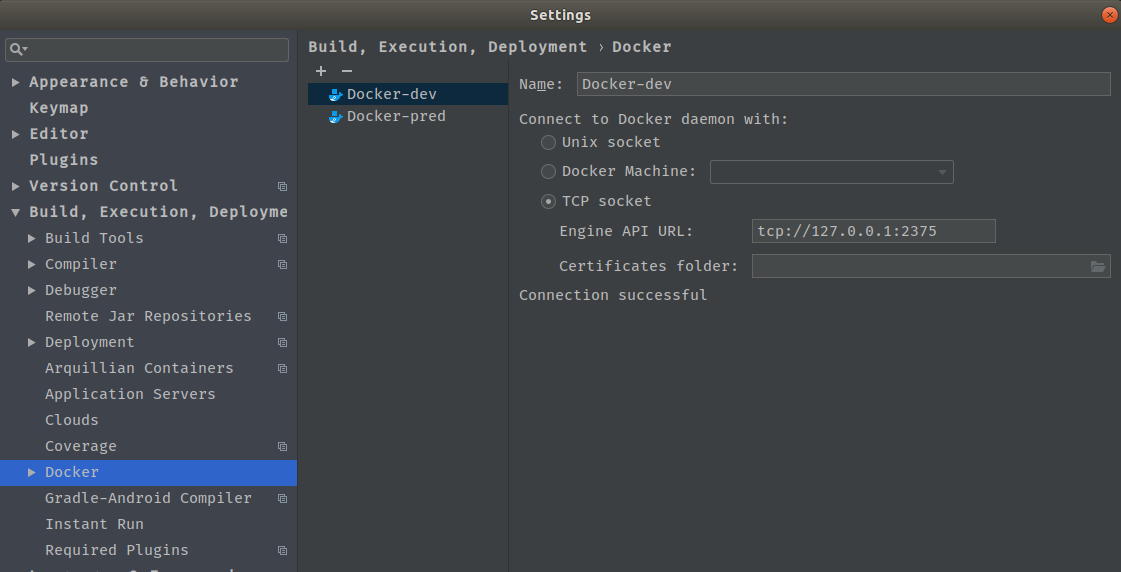 Settings
Appearance & Behavior
Keymap
Editor
Plugins
Version Control
Build, Execution, Deployme
Build Tools
Compiler
Debugger
Remote Jar Repositories
Deployment
Arquillian Containers
Application Servers
Clouds
Coverage
Docker
Gradle-Android Compiler
Instant Run
Required Plugins
Build, Execution, Deployment › Docker
Docker-dev
Docker-pred
Name: Docker-dev
Connect to Docker daemon with:
Unix socket
Docker Machine:
TCP socket
Engine API URL: tcp://127.0.0.1:2375
Certificates folder:
Connection successful